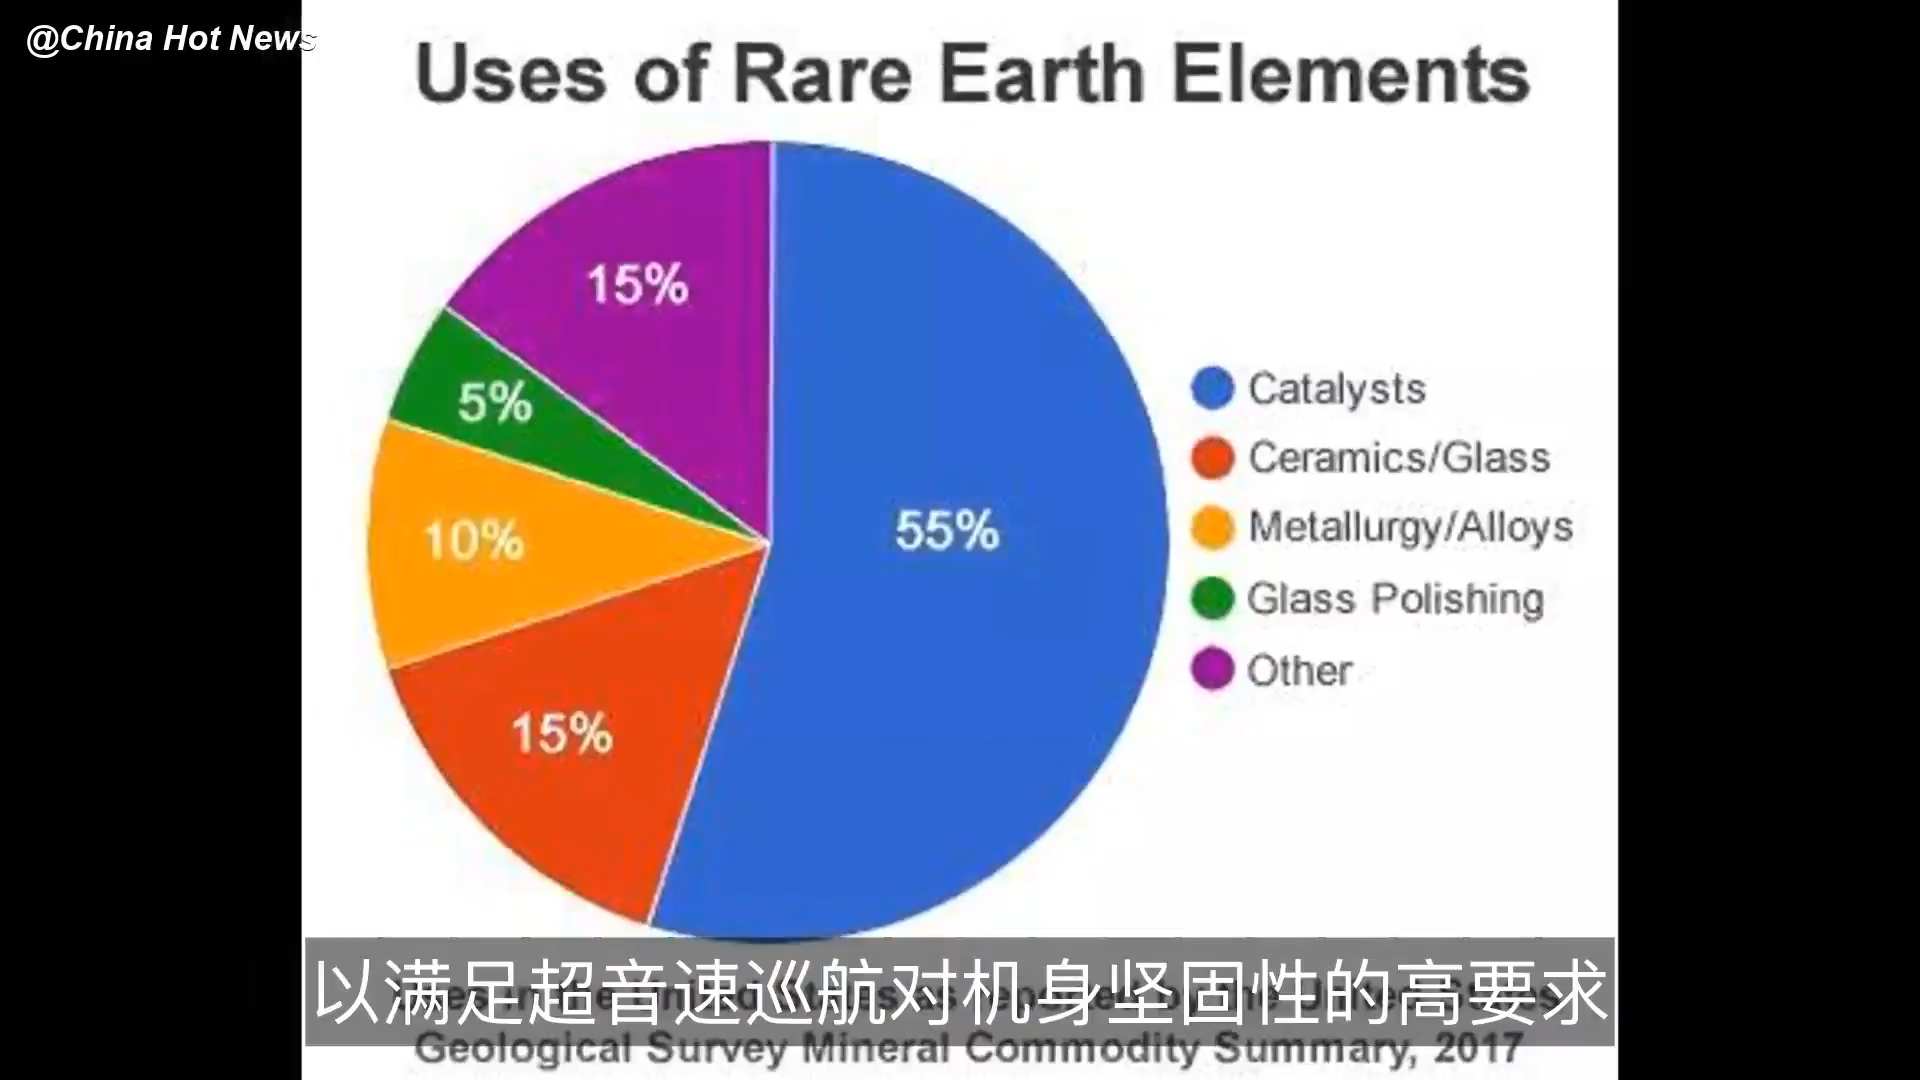 @China Hot News
Uses of Rare Earth Elements
15%
5%
10%
15%
55%
Catalysts
Ceramics/Glass
Metallurgy/Alloys
Glass Polishing
Other
以满足超音速巡航对机身坚固性的高要求
Geological Survey Mineral Commodity Summary, 2017